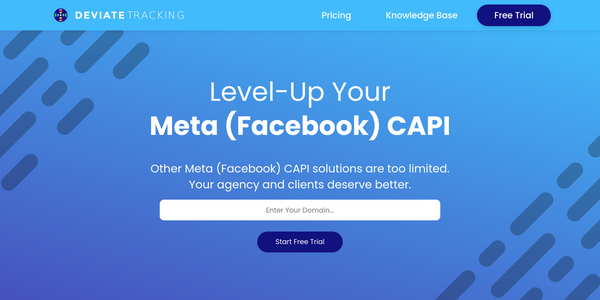 DEVIATE TRACKING
Pricing
Knowledge Base
Free Trial
Level-Up Your
Meta (Facebook) CAPI
Other Meta (Facebook) CAPI solutions are too limited.
Your agency and clients deserve better.
Enter Your Domain...
Start Free Trial